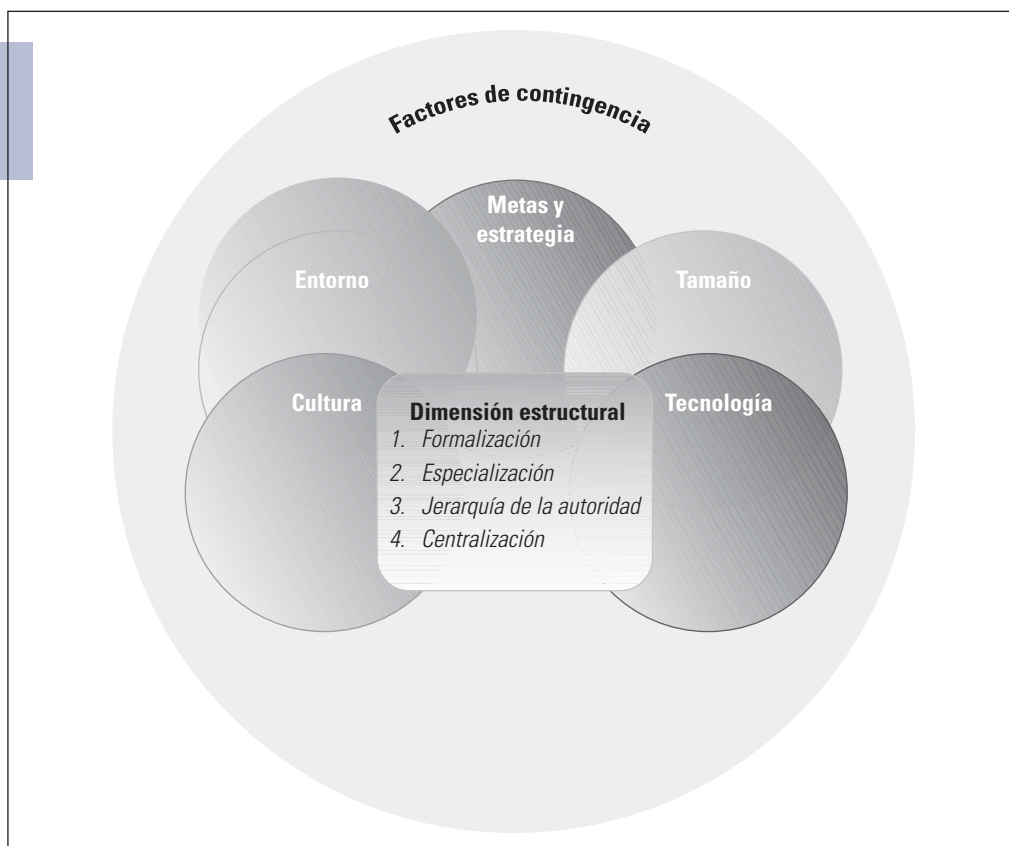 Factores de contingencia
Metas y
estrategia
Entorno
Tamaño
Cultura
Tecnología
Dimensión estructural
1. Formalización
2. Especialización
3. Jerarquía de la autoridad
4. Centralización